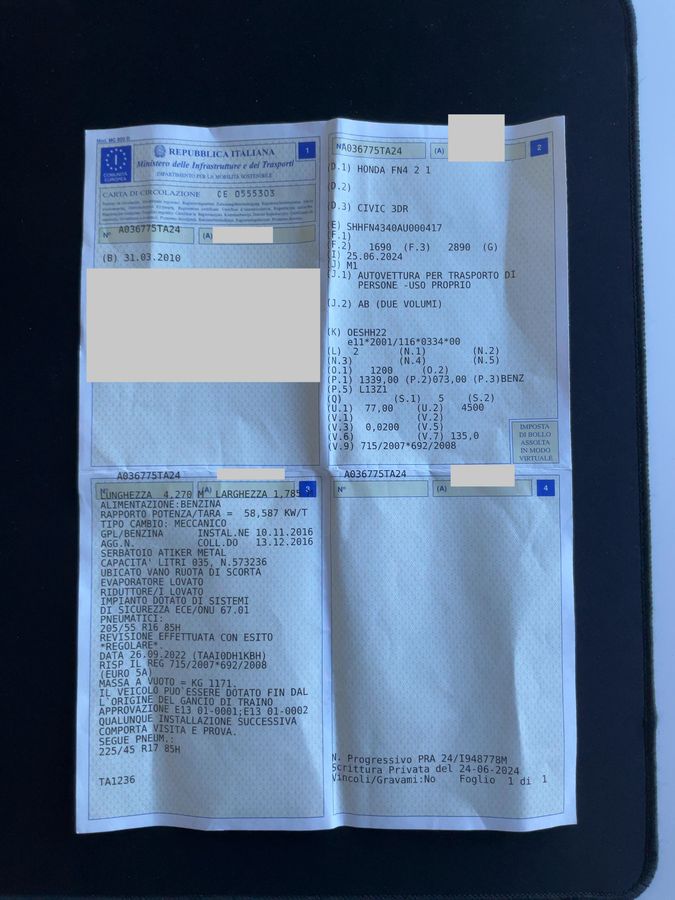 Mod. MC 820 D
REPUBBLICA ITALIANA
1
Ministero delle Infrastrutture e dei Trasporti
DIPARTIMENTO PER LA MOBILITÀ SOSTENIBILE
I
COMUNITÀ
EUROPEA
CARTA DI CIRCOLAZIONE CE 0555303
N° A036775TA24 (A)
(B) 31.03.2010
N° A036775TA24 (A) 2
(D.1) HONDA FN4 2 1
(D.2)
(D.3) CIVIC 3DR
(E) SHHFN4340AU000417
(F.1)
(F.2) 1690 (F.3) 2890 (G)
(I) 25.06.2024
(J) M1
(J.1) AUTOVETTURA PER TRASPORTO DI
PERSONE -USO PROPRIO
(J.2) AB (DUE VOLUMI)
(K) OESHH22
e11*2001/116*0334*00
(L) 2 (N.1) (N.2)
(N.3) (N.4) (N.5)
(O.1) 1200 (O.2)
(P.1) 1339,00 (P.2)073,00 (P.3)BENZ
(P.5) L13Z1
(Q) (S.1) 5 (S.2)
(U.1) 77,00 (U.2) 4500
(V.1) (V.2)
(V.3) 0,0200 (V.5)
(V.6) (V.7) 135,0
(V.9) 715/2007*692/2008
IMPOSTA
DI BOLLO
ASSOLTA
IN MODO
VIRTUALE
A036775TA24
N° (A) 3
LUNGHEZZA 4,270 M LARGHEZZA 1,785
ALIMENTAZIONE:BENZINA
RAPPORTO POTENZA/TARA = 58,587 KW/T
TIPO CAMBIO: MECCANICO
GPL/BENZINA INSTAL.NE 10.11.2016
AGG.N. COLL.DO 13.12.2016
SERBATOIO ATIKER METAL
CAPACITA' LITRI 035, N.573236
UBICATO VANO RUOTA DI SCORTA
EVAPORATORE LOVATO
RIDUTTORE/I LOVATO
IMPIANTO DOTATO DI SISTEMI
DI SICUREZZA ECE/ONU 67.01
PNEUMATICI:
205/55 R16 85H
REVISIONE EFFETTUATA CON ESITO
*REGOLARE*.
DATA 26.09.2022 (TAAI0DH1KBH)
RISP IL REG 715/2007*692/2008
(EURO 5A)
MASSA A VUOTO = KG 1171.
IL VEICOLO PUO'ESSERE DOTATO FIN DAL
L'ORIGINE DEL GANCIO DI TRAINO
APPROVAZIONE E13 01-0001;E13 01-0002
QUALUNQUE INSTALLAZIONE SUCCESSIVA
COMPORTA VISITA E PROVA.
SEGUE PNEUM.:
225/45 R17 85H
TA1236
A036775TA24
N° (A) 4
N. Progressivo PRA 24/I948778M
Scrittura Privata del 24-06-2024
Vincoli/Gravami:No Foglio 1 di 1